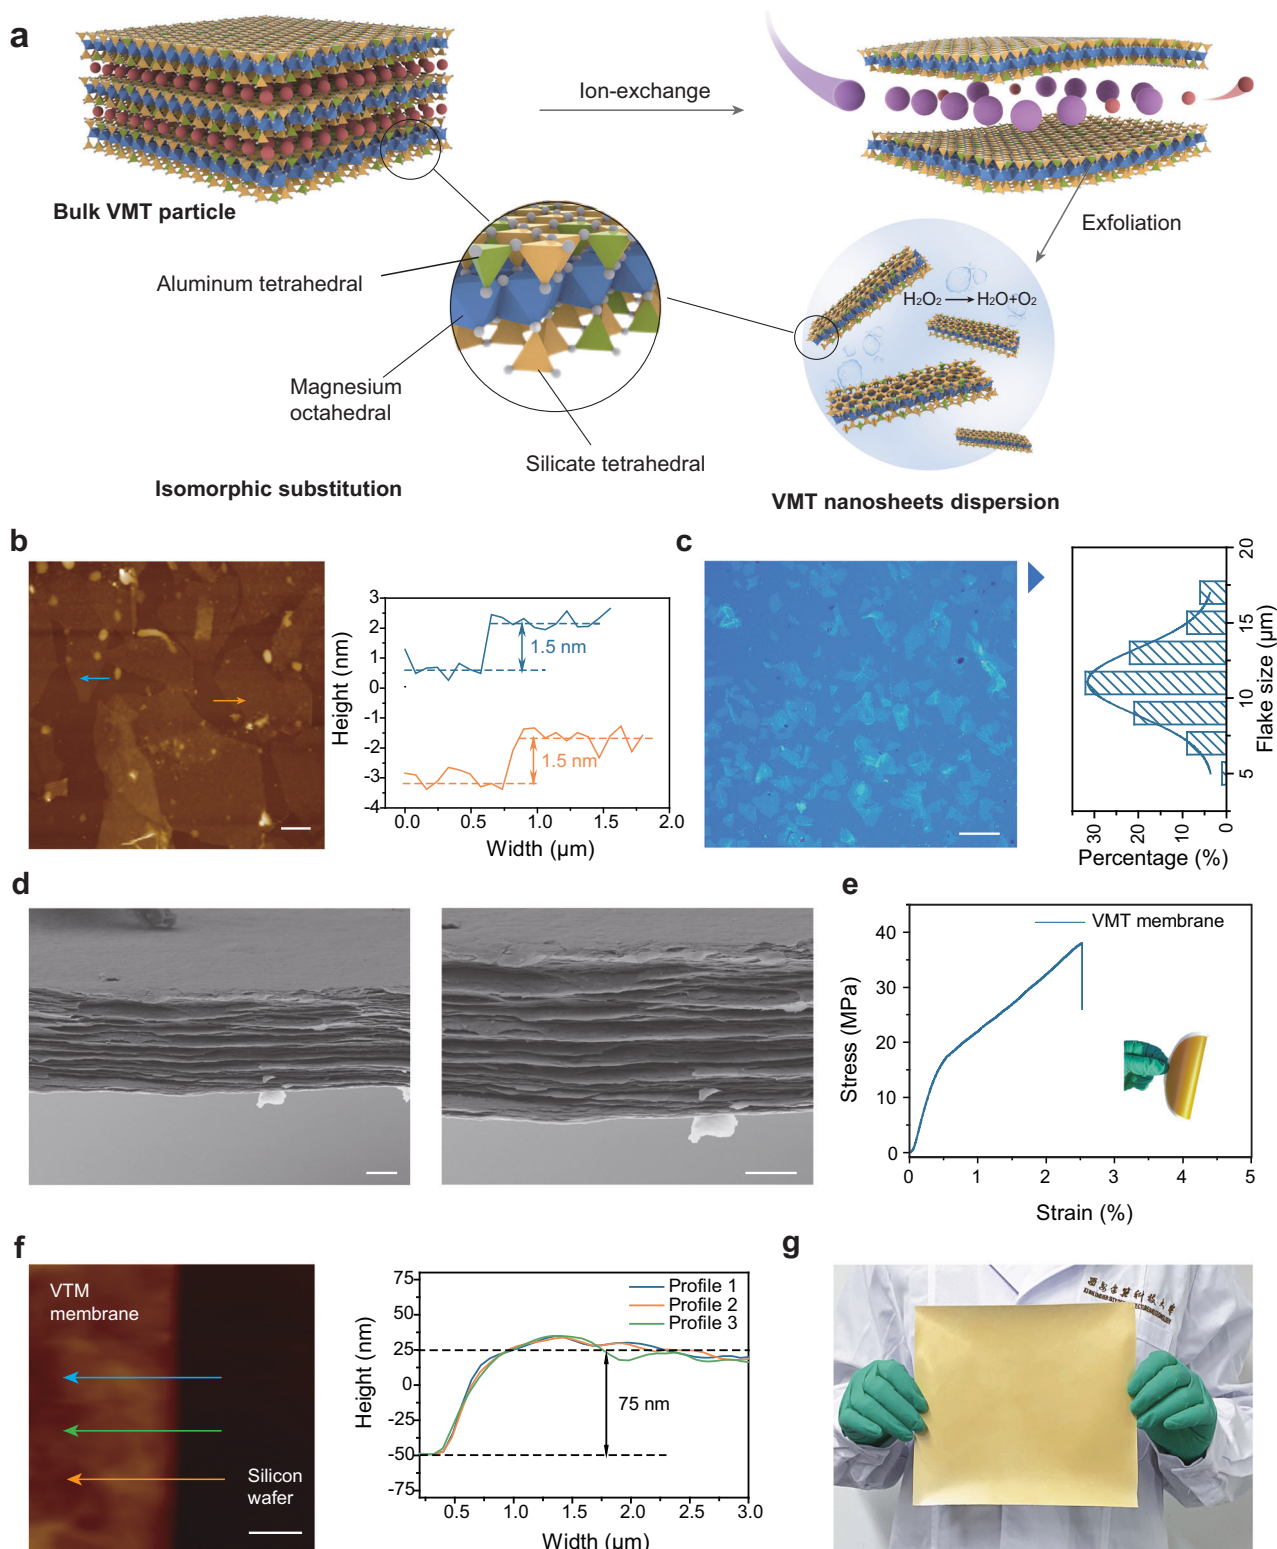 a
Ion-exchange
Bulk VMT particle
Exfoliation
Aluminum tetrahedral
H₂O₂ → H₂O+O₂
Magnesium
octahedral
Silicate tetrahedral
Isomorphic substitution
VMT nanosheets dispersion
b
3
2
1
0
-1
-2
-3
-4
Height (nm)
1.5 nm
1.5 nm
0.0 0.5 1.0 1.5 2.0
Width (μm)
c
20
15
10
5
Flake size (μm)
30 20 10 0
Percentage (%)
d
e
VMT membrane
40
30
20
10
0
Stress (MPa)
0 1 2 3 4 5
Strain (%)
f
VTM
membrane
Silicon
wafer
75
50
25
0
-25
-50
-75
Height (nm)
Profile 1
Profile 2
Profile 3
75 nm
0.5 1.0 1.5 2.0 2.5 3.0
Width (μm)
g